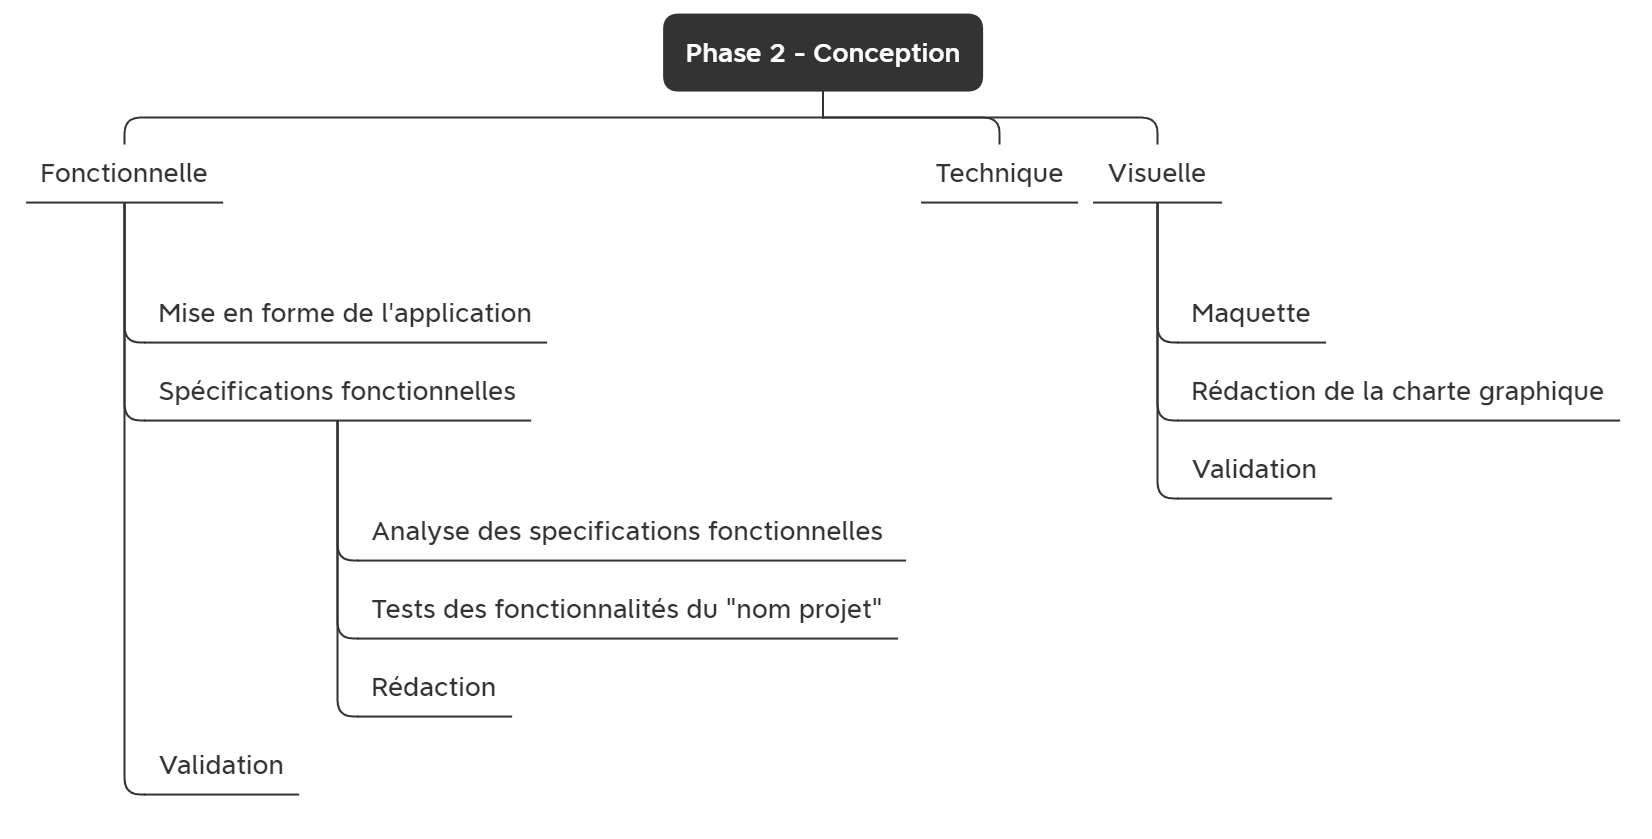 Phase 2 - Conception
Fonctionnelle
Technique
Visuelle
Mise en forme de l'application
Spécifications fonctionnelles
Analyse des specifications fonctionnelles
Tests des fonctionnalités du "nom projet"
Rédaction
Validation
Maquette
Rédaction de la charte graphique
Validation